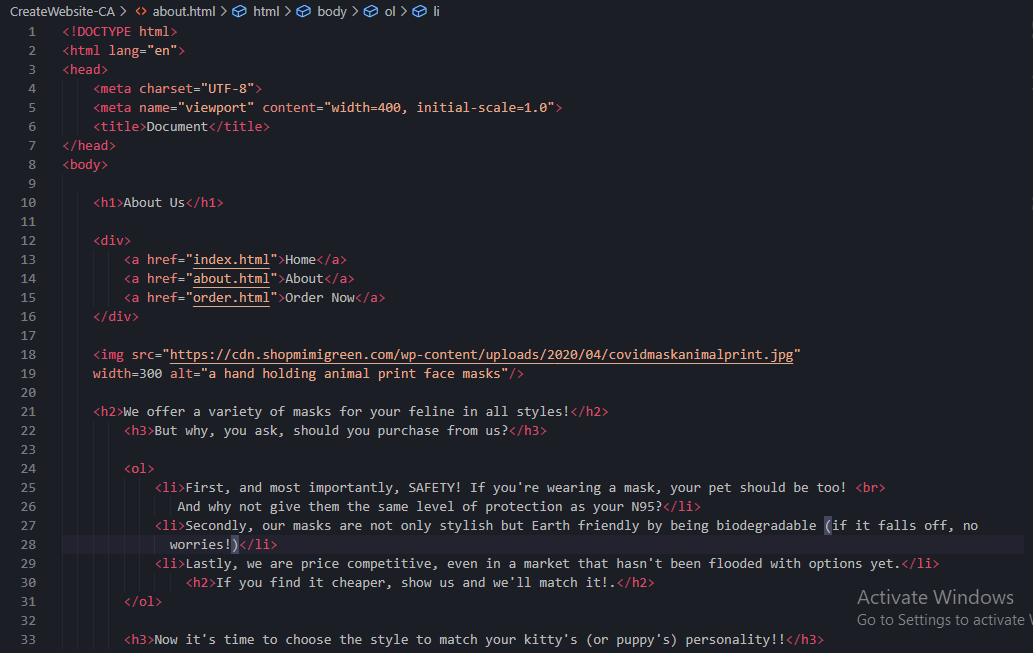 CreateWebsite-CA > <> about.html > html > body > ol > li
1 <!DOCTYPE html>
2 <html lang="en">
3 <head>
4 <meta charset="UTF-8">
5 <meta name="viewport" content="width=400, initial-scale=1.0">
6 <title>Document</title>
7 </head>
8 <body>
9
10 <h1>About Us</h1>
11
12 <div>
13 <a href="index.html">Home</a>
14 <a href="about.html">About</a>
15 <a href="order.html">Order Now</a>
16 </div>
17
18 <img src="https://cdn.shopmimigreen.com/wp-content/uploads/2020/04/covidmaskanimalprint.jpg"
19 width=300 alt="a hand holding animal print face masks"/>
20
21 <h2>We offer a variety of masks for your feline in all styles!</h2>
22 <h3>But why, you ask, should you purchase from us?</h3>
23
24 <ol>
25 <li>First, and most importantly, SAFETY! If you're wearing a mask, your pet should be too! <br>
26 And why not give them the same level of protection as your N95?</li>
27 <li>Secondly, our masks are not only stylish but Earth friendly by being biodegradable (if it falls off, no
28 worries!)</li>
29 <li>Lastly, we are price competitive, even in a market that hasn't been flooded with options yet.</li>
30 <h2>If you find it cheaper, show us and we'll match it!.</h2>
31 </ol>
32
33 <h3>Now it's time to choose the style to match your kitty's (or puppy's) personality!!</h3>
Activate Windows
Go to Settings to activate